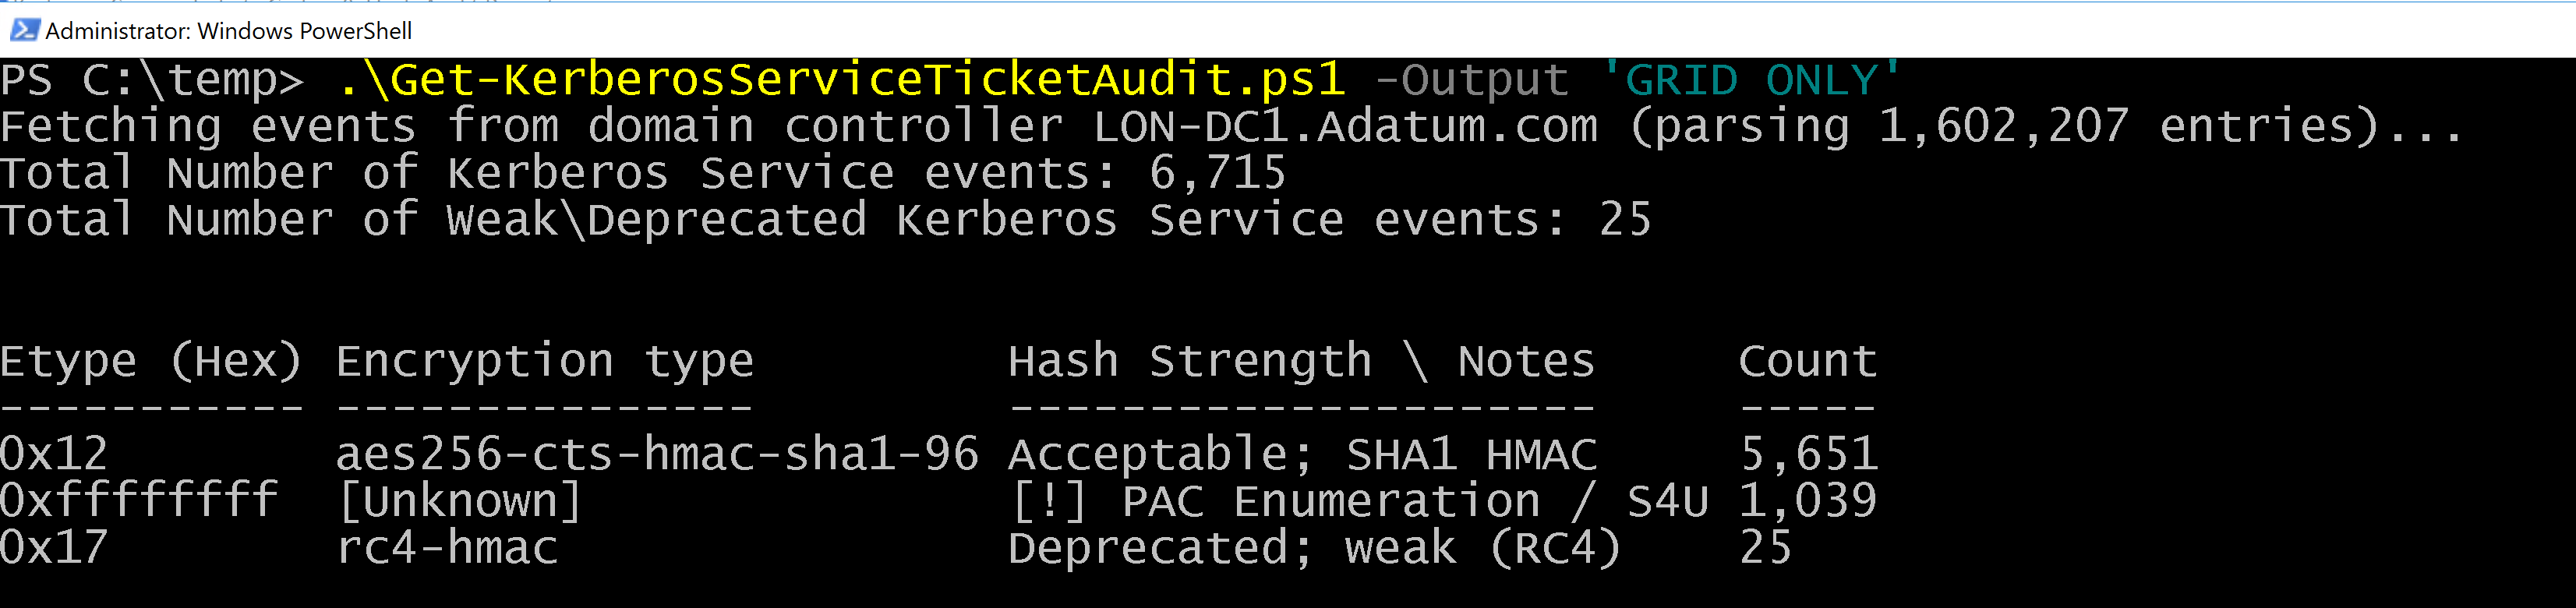 Administrator: Windows PowerShell
PS C:\temp> .\Get-KerberosServiceTicketAudit.ps1 -Output 'GRID ONLY'
Fetching events from domain controller LON-DC1.Adatum.com (parsing 1,602,207 entries)...
Total Number of Kerberos Service events: 6,715
Total Number of Weak\Deprecated Kerberos Service events: 25
Etype (Hex) Encryption type Hash Strength \ Notes Count
----------- --------------- --------------------- -----
0x12 aes256-cts-hmac-sha1-96 Acceptable; SHA1 HMAC 5,651
0xffffffff [Unknown] [!] PAC Enumeration / S4U 1,039
0x17 rc4-hmac Deprecated; weak (RC4) 25